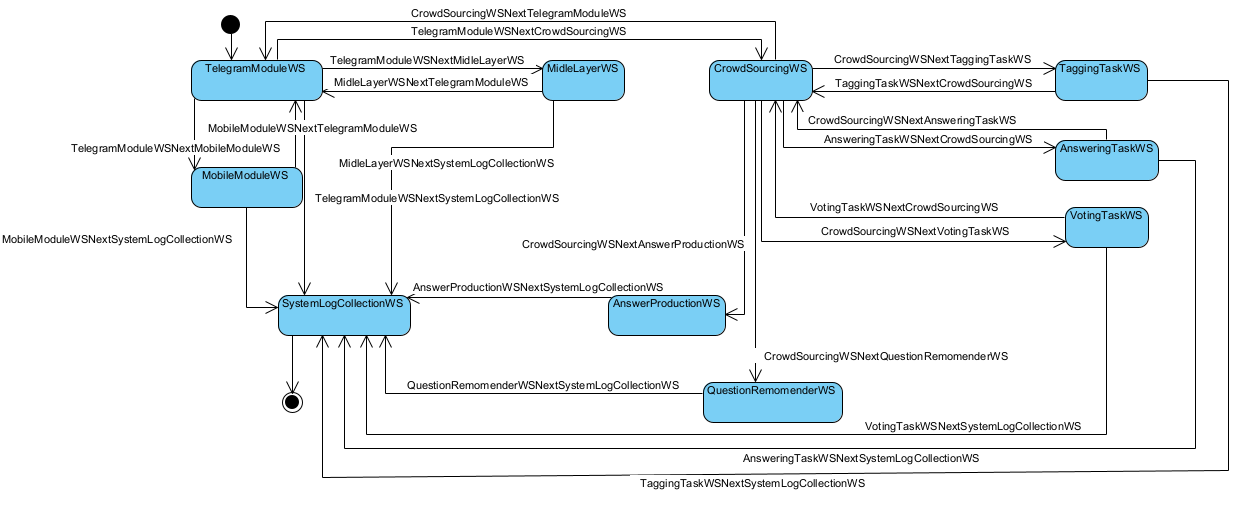 CrowdSourcingWSNextTelegramModuleWS
TelegramModuleWSNextCrowdSourcingWS
TelegramModuleWS
TelegramModuleWSNextMidleLayerWS
MidleLayerWS
CrowdSourcingWS
CrowdSourcingWSNextTaggingTaskWS
TaggingTaskWS
MidleLayerWSNextTelegramModuleWS
TaggingTaskWSNextCrowdSourcingWS
MobileModuleWSNextTelegramModuleWS
CrowdSourcingWSNextAnsweringTaskWS
TelegramModuleWSNextMobileModuleWS
AnsweringTaskWSNextCrowdSourcingWS
AnsweringTaskWS
MidleLayerWSNextSystemLogCollectionWS
MobileModuleWS
TelegramModuleWSNextSystemLogCollectionWS
VotingTaskWSNextCrowdSourcingWS
VotingTaskWS
CrowdSourcingWSNextVotingTaskWS
MobileModuleWSNextSystemLogCollectionWS
CrowdSourcingWSNextAnswerProductionWS
AnswerProductionWSNextSystemLogCollectionWS
SystemLogCollectionWS
AnswerProductionWS
CrowdSourcingWSNextQuestionRemomenderWS
QuestionRemomenderWSNextSystemLogCollectionWS
QuestionRemomenderWS
VotingTaskWSNextSystemLogCollectionWS
AnsweringTaskWSNextSystemLogCollectionWS
TaggingTaskWSNextSystemLogCollectionWS